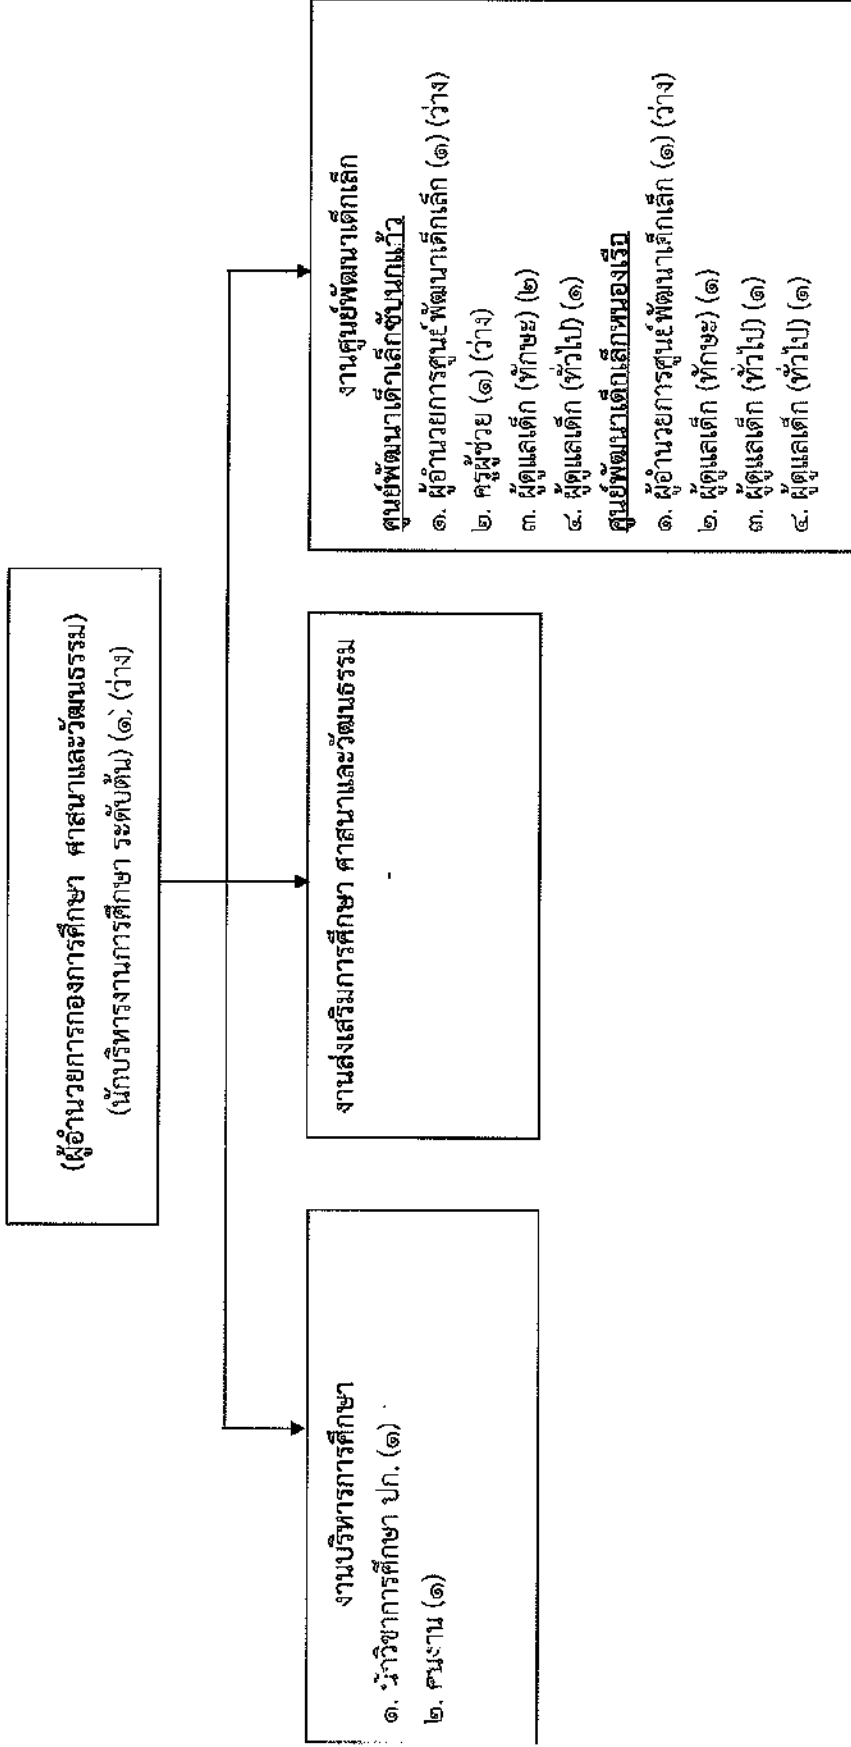 (ผู้อำนวยการกองการศึกษา ศาสนาและวัฒนธรรม)
(นักบริหารงานการศึกษา ระดับต้น) (๑) (ว่าง)
งานบริหารการศึกษา
๑. นักวิชาการศึกษา ปก. (๑)
๒. คนงาน (๑)
งานส่งเสริมการศึกษา ศาสนาและวัฒนธรรม
-
งานศูนย์พัฒนาเด็กเล็ก
ศูนย์พัฒนาเด็กเล็กซับนกแก้ว
๑. ผู้อำนวยการศูนย์พัฒนาเด็กเล็ก (๑) (ว่าง)
๒. ครูผู้ช่วย (๑) (ว่าง)
๓. ผู้ดูแลเด็ก (ทักษะ) (๒)
๔. ผู้ดูแลเด็ก (ทั่วไป) (๑)
ศูนย์พัฒนาเด็กเล็กหนองเรือ
๑. ผู้อำนวยการศูนย์พัฒนาเด็กเล็ก (๑) (ว่าง)
๒. ผู้ดูแลเด็ก (ทักษะ) (๑)
๓. ผู้ดูแลเด็ก (ทั่วไป) (๑)
๔. ผู้ดูแลเด็ก (ทั่วไป) (๑)